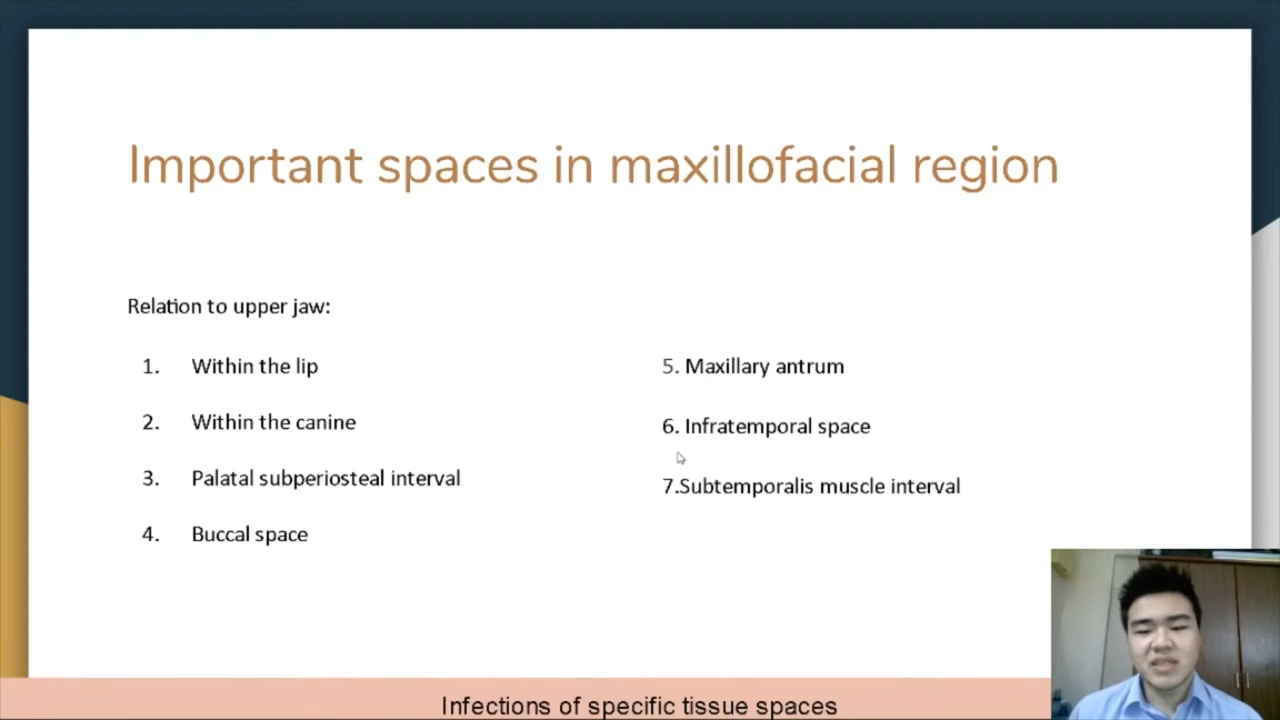 Important spaces in maxillofacial region
Relation to upper jaw:
1. Within the lip
2. Within the canine
3. Palatal subperiosteal interval
4. Buccal space
5. Maxillary antrum
6. Infratemporal space
7.Subtemporalis muscle interval
Infections of specific tissue spaces